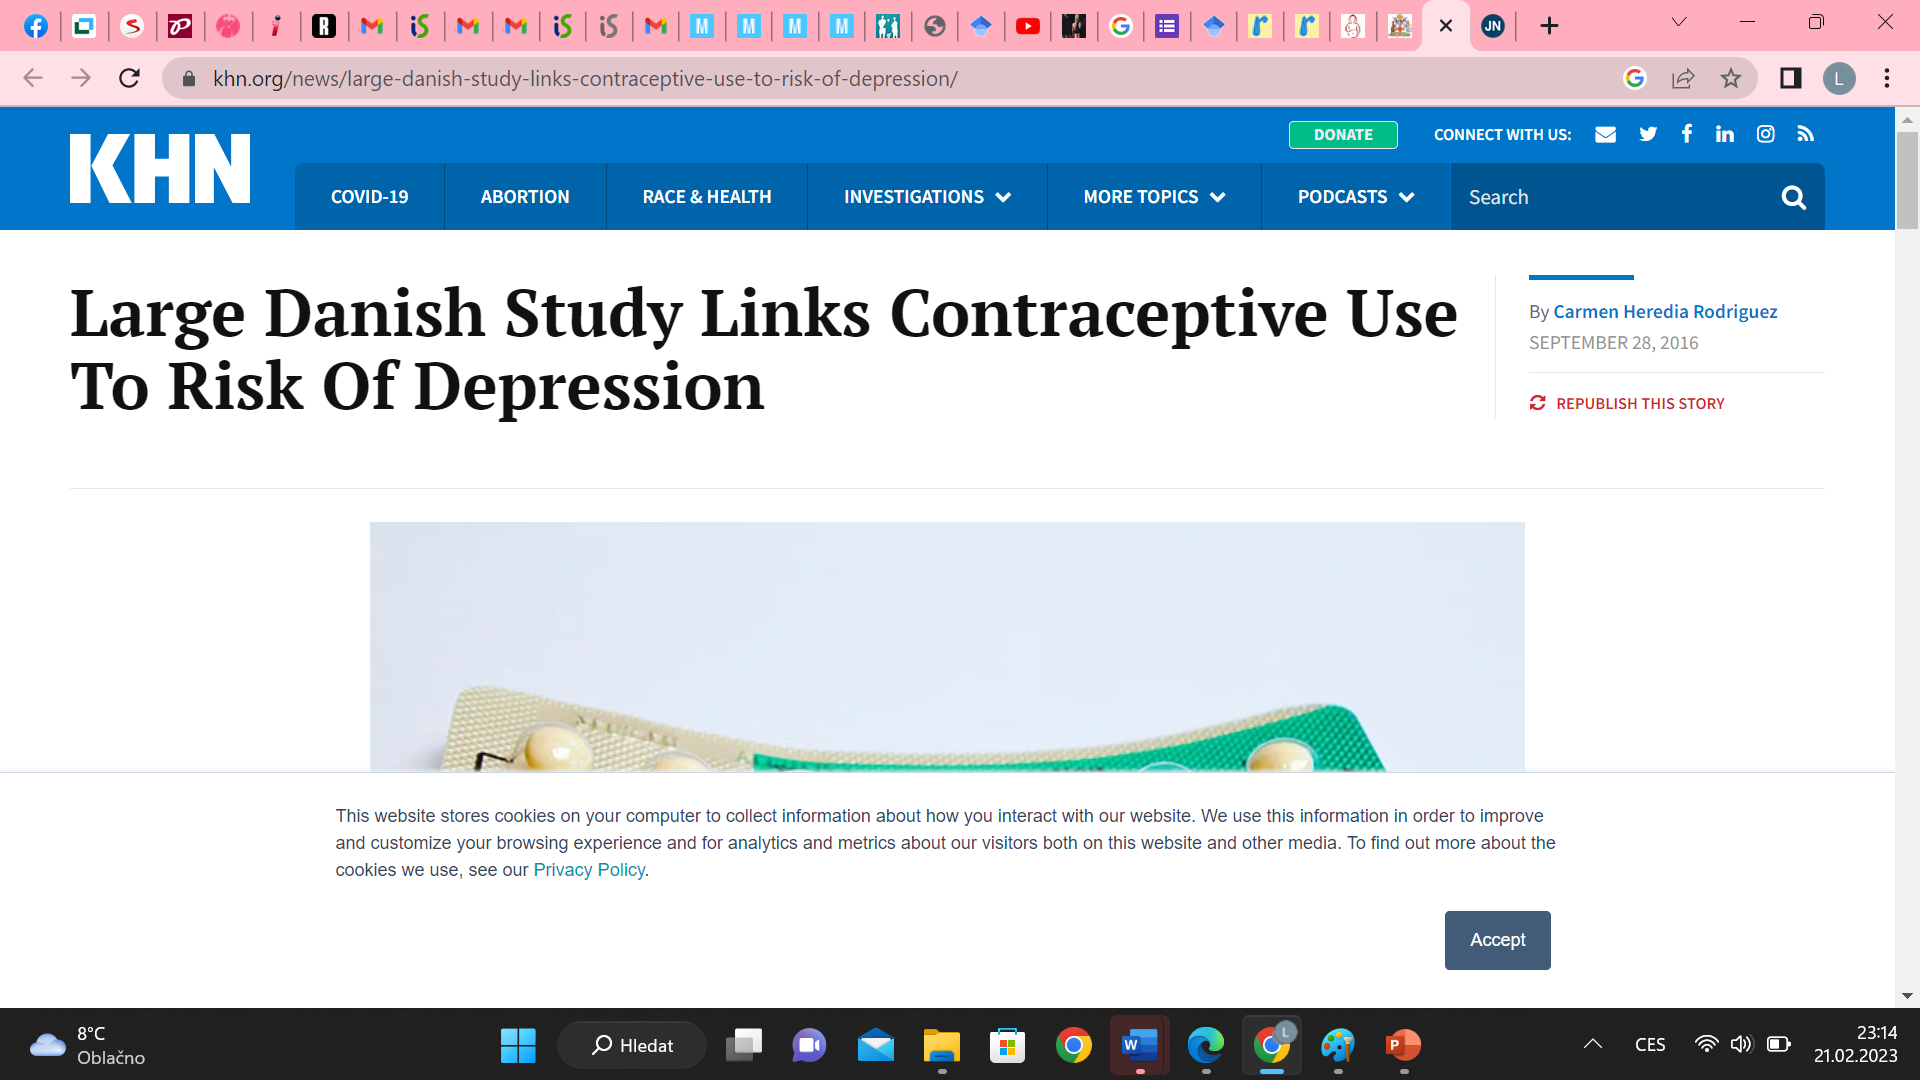 khn.org/news/large-danish-study-links-contraceptive-use-to-risk-of-depression/
L
JN
KHN
DONATE
CONNECT WITH US:
COVID-19
ABORTION
RACE & HEALTH
INVESTIGATIONS
MORE TOPICS
PODCASTS
Search
Large Danish Study Links Contraceptive Use
To Risk Of Depression
By Carmen Heredia Rodriguez
SEPTEMBER 28, 2016
REPUBLISH THIS STORY
This website stores cookies on your computer to collect information about how you interact with our website. We use this information in order to improve
and customize your browsing experience and for analytics and metrics about our visitors both on this website and other media. To find out more about the
cookies we use, see our Privacy Policy.
Accept
8°C
Oblačno
Hledat
CES
23:14
21.02.2023